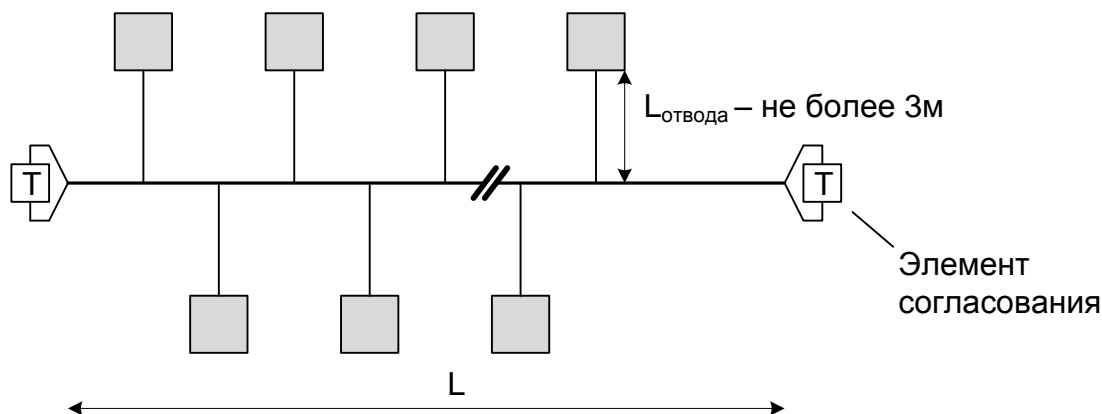 Lотвода – не более 3м
T
T
Элемент
согласования
L